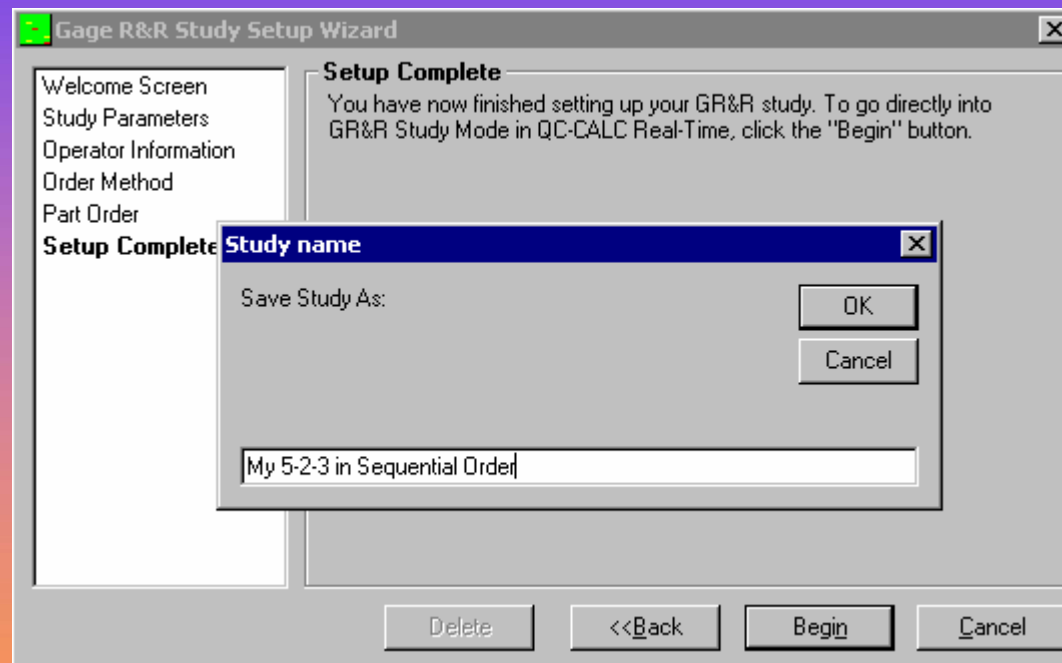 Gage R&R Study Setup Wizard
Welcome Screen
Study Parameters
Operator Information
Order Method
Part Order
Setup Complete
Setup Complete
You have now finished setting up your GR&R study. To go directly into
GR&R Study Mode in QC-CALC Real-Time, click the "Begin" button.
Study name
Save Study As:
OK
Cancel
My 5-2-3 in Sequential Order
Delete
<<Back
Begin
Cancel